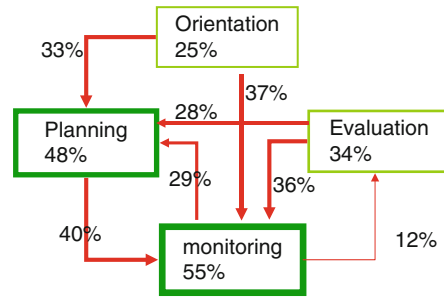 Orientation
25%
33%
37%
28%
Planning
48%
Evaluation
34%
29%
36%
40%
monitoring
55%
12%